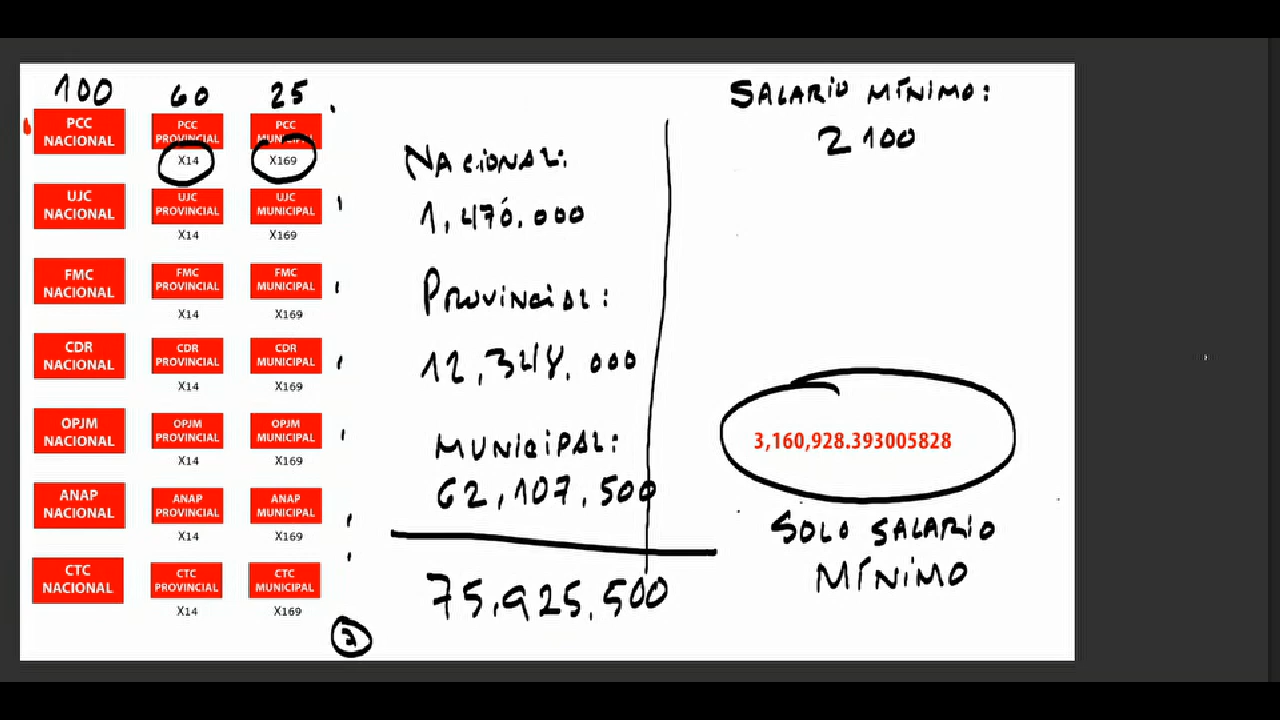 100 60 25
PCC
NACIONAL
PCC
PROVINCIAL
X14
PCC
MUNICIPAL
X169
UJC
NACIONAL
UJC
PROVINCIAL
X14
UJC
MUNICIPAL
X169
FMC
NACIONAL
FMC
PROVINCIAL
X14
FMC
MUNICIPAL
X169
CDR
NACIONAL
CDR
PROVINCIAL
X14
CDR
MUNICIPAL
X169
OPJM
NACIONAL
OPJM
PROVINCIAL
X14
OPJM
MUNICIPAL
X169
ANAP
NACIONAL
ANAP
PROVINCIAL
X14
ANAP
MUNICIPAL
X169
CTC
NACIONAL
CTC
PROVINCIAL
X14
CTC
MUNICIPAL
X169
7
NACIONAL:
1,470,000
PROVINCIAL:
12,348,000
MUNICIPAL:
62,107,500
75,925,500
SALARIO MÍNIMO:
2100
3,160,928.393005828
SOLO SALARIO
MÍNIMO